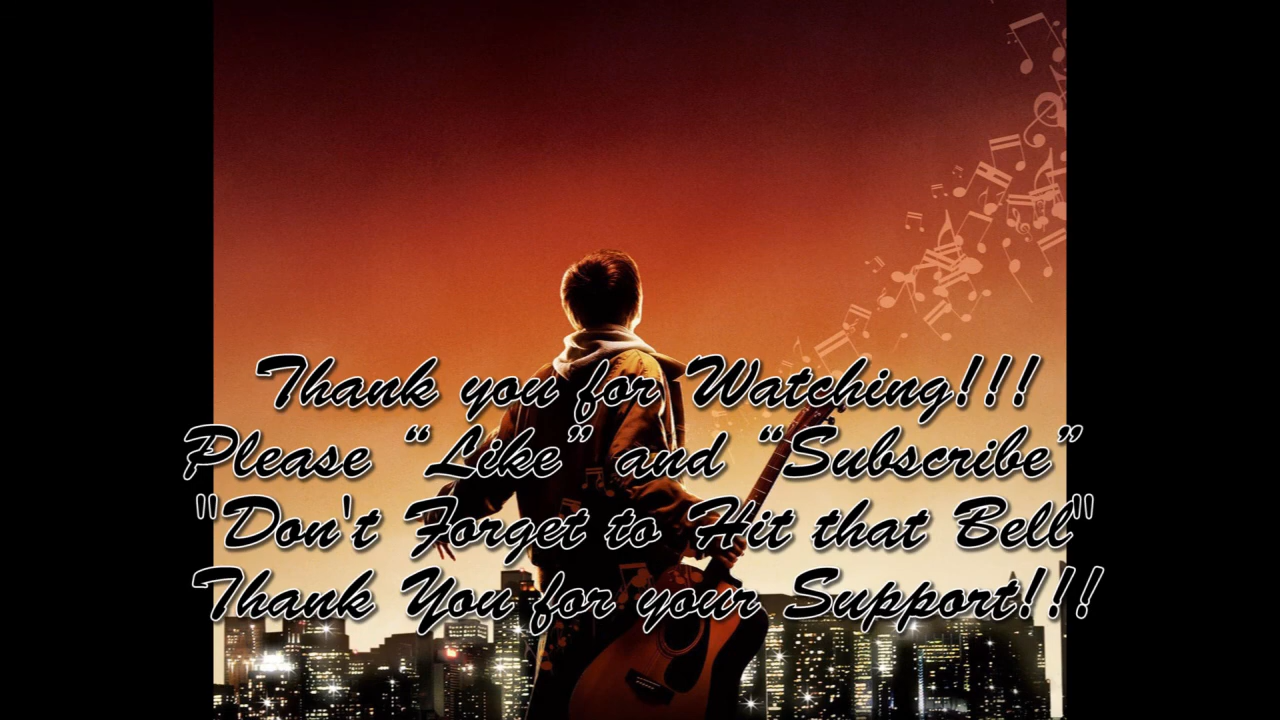 Thank you for Watching!!!
Please “Like” and “Subscribe”
"Don't Forget to Hit that Bell"
Thank You for your Support!!!